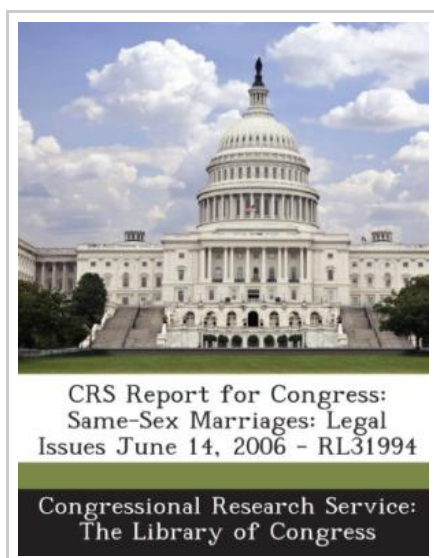 CRS Report for Congress:
Same-Sex Marriages: Legal
Issues June 14, 2006 - RL31994
Congressional Research Service:
The Library of Congress